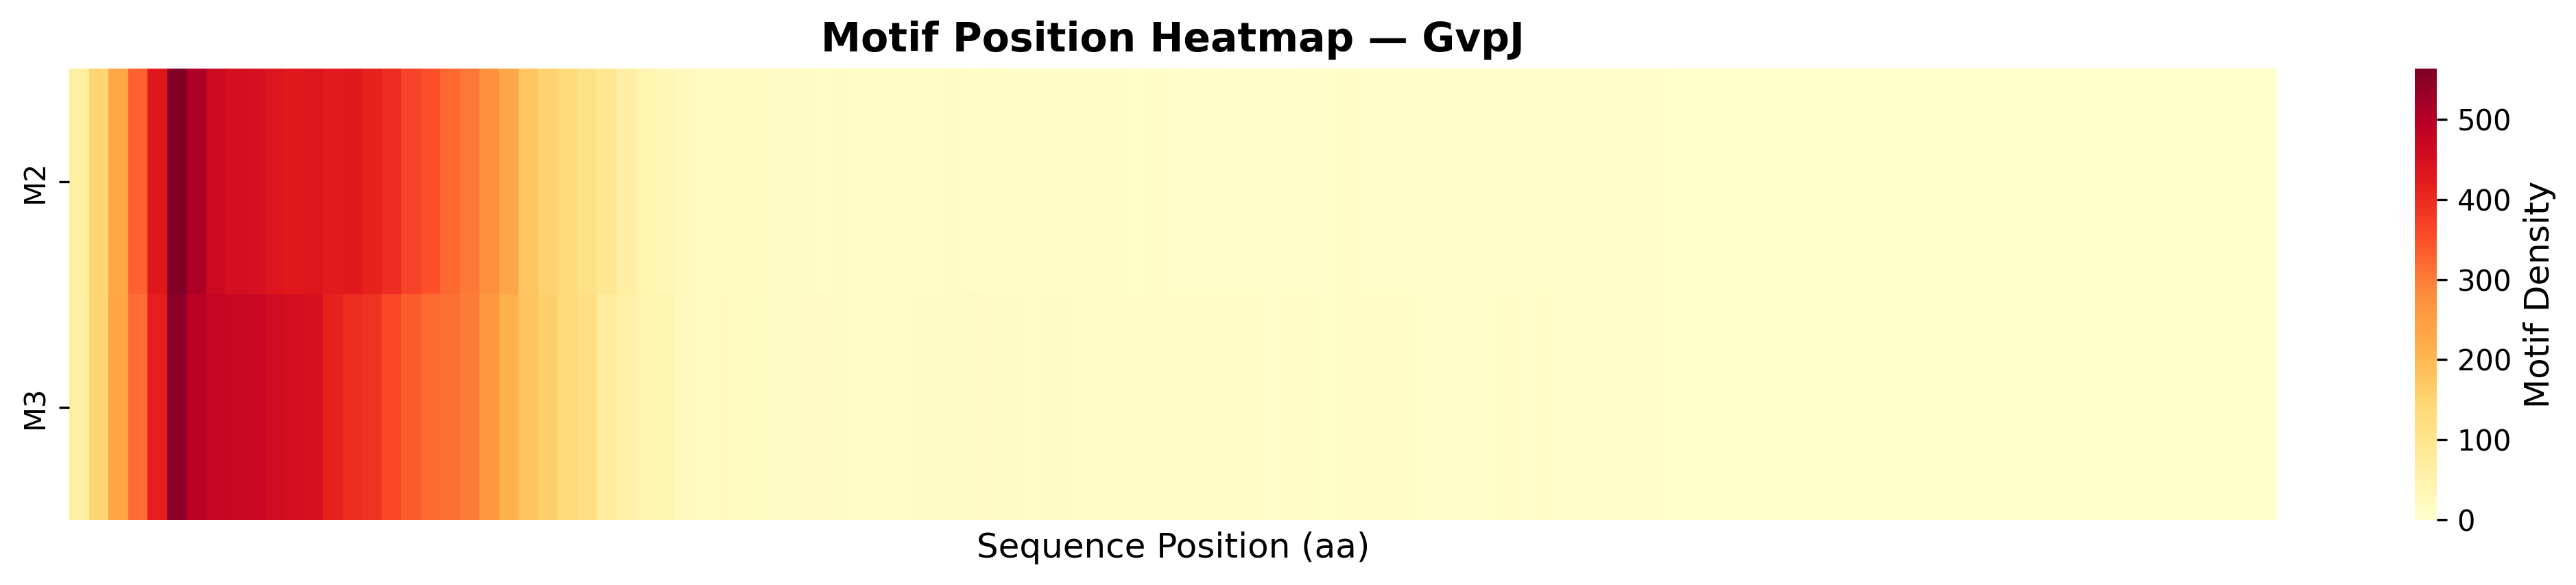 Motif Position Heatmap — GvpJ
M2
M3
Sequence Position (aa)
500
400
300
200
100
0
Motif Density